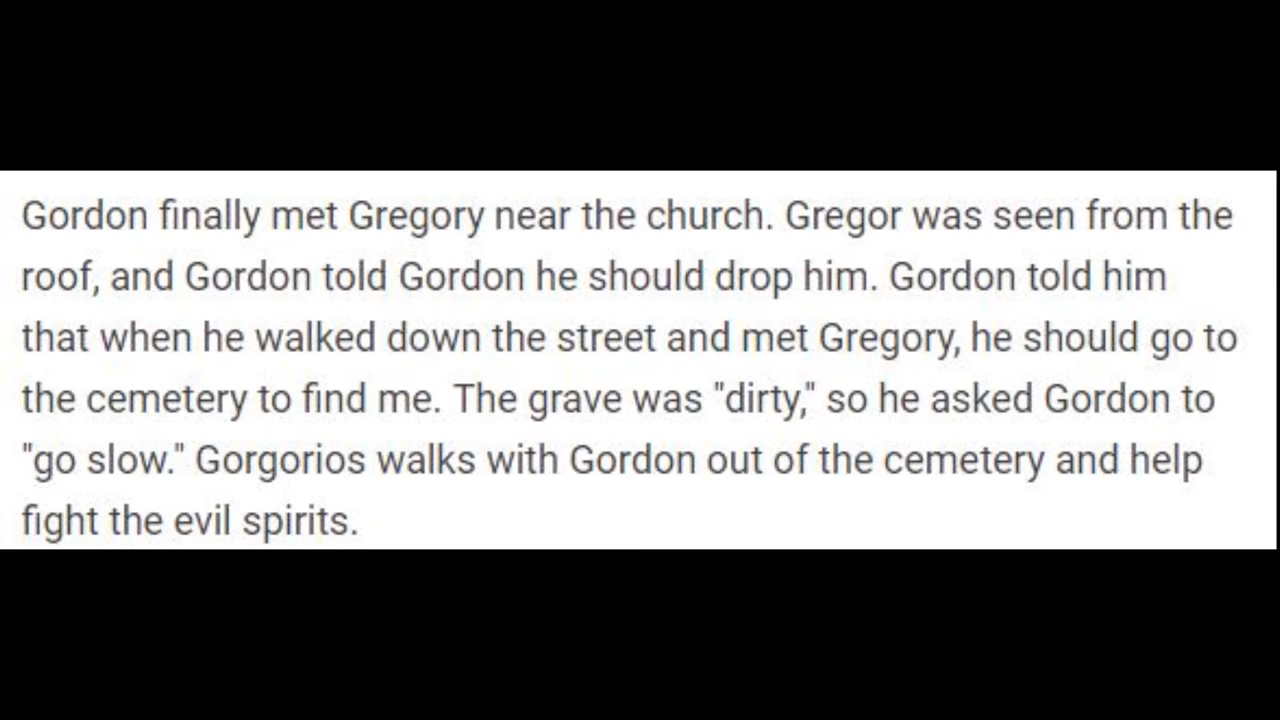 Gordon finally met Gregory near the church. Gregor was seen from the
roof, and Gordon told Gordon he should drop him. Gordon told him
that when he walked down the street and met Gregory, he should go to
the cemetery to find me. The grave was "dirty," so he asked Gordon to
"go slow." Gorgorios walks with Gordon out of the cemetery and help
fight the evil spirits.